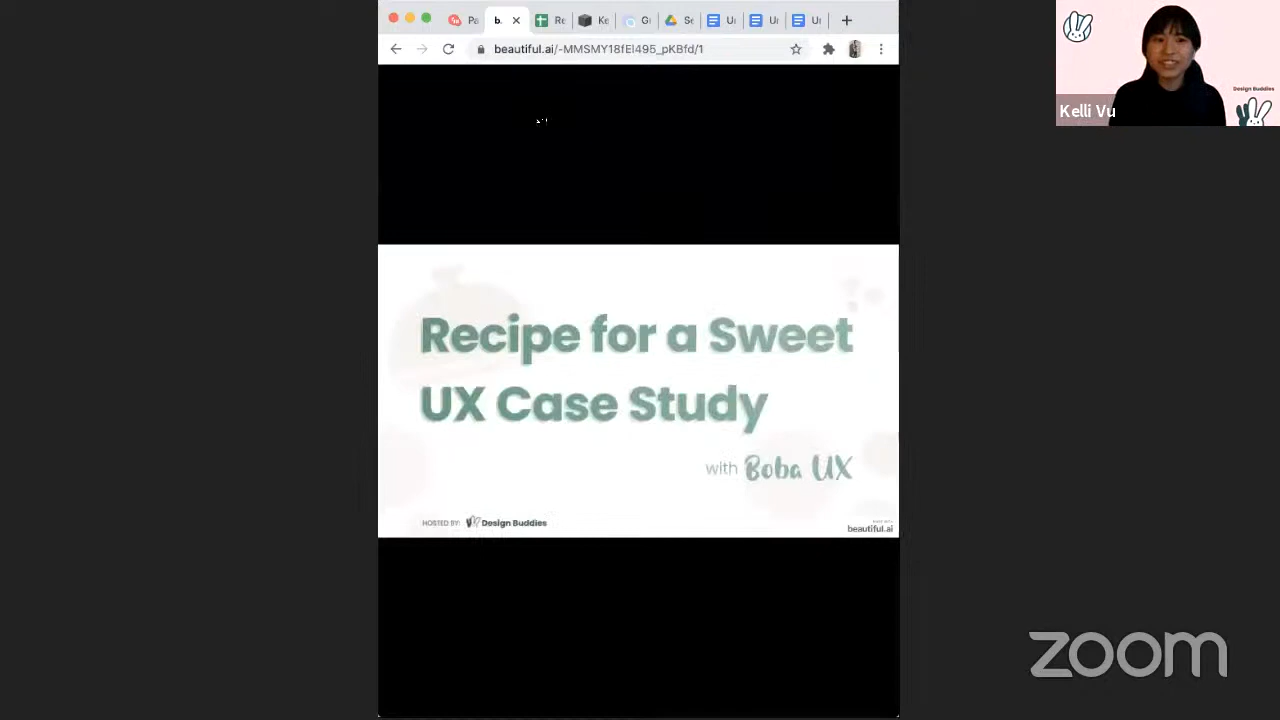 b.
Ke
beautiful.ai/-MMSMY18fEl495_pKBfd/1
Design Buddies
Kelli Vu
Recipe for a Sweet
UX Case Study
with Boba UX
HOSTED BY: Design Buddies
beautiful.ai
zoom